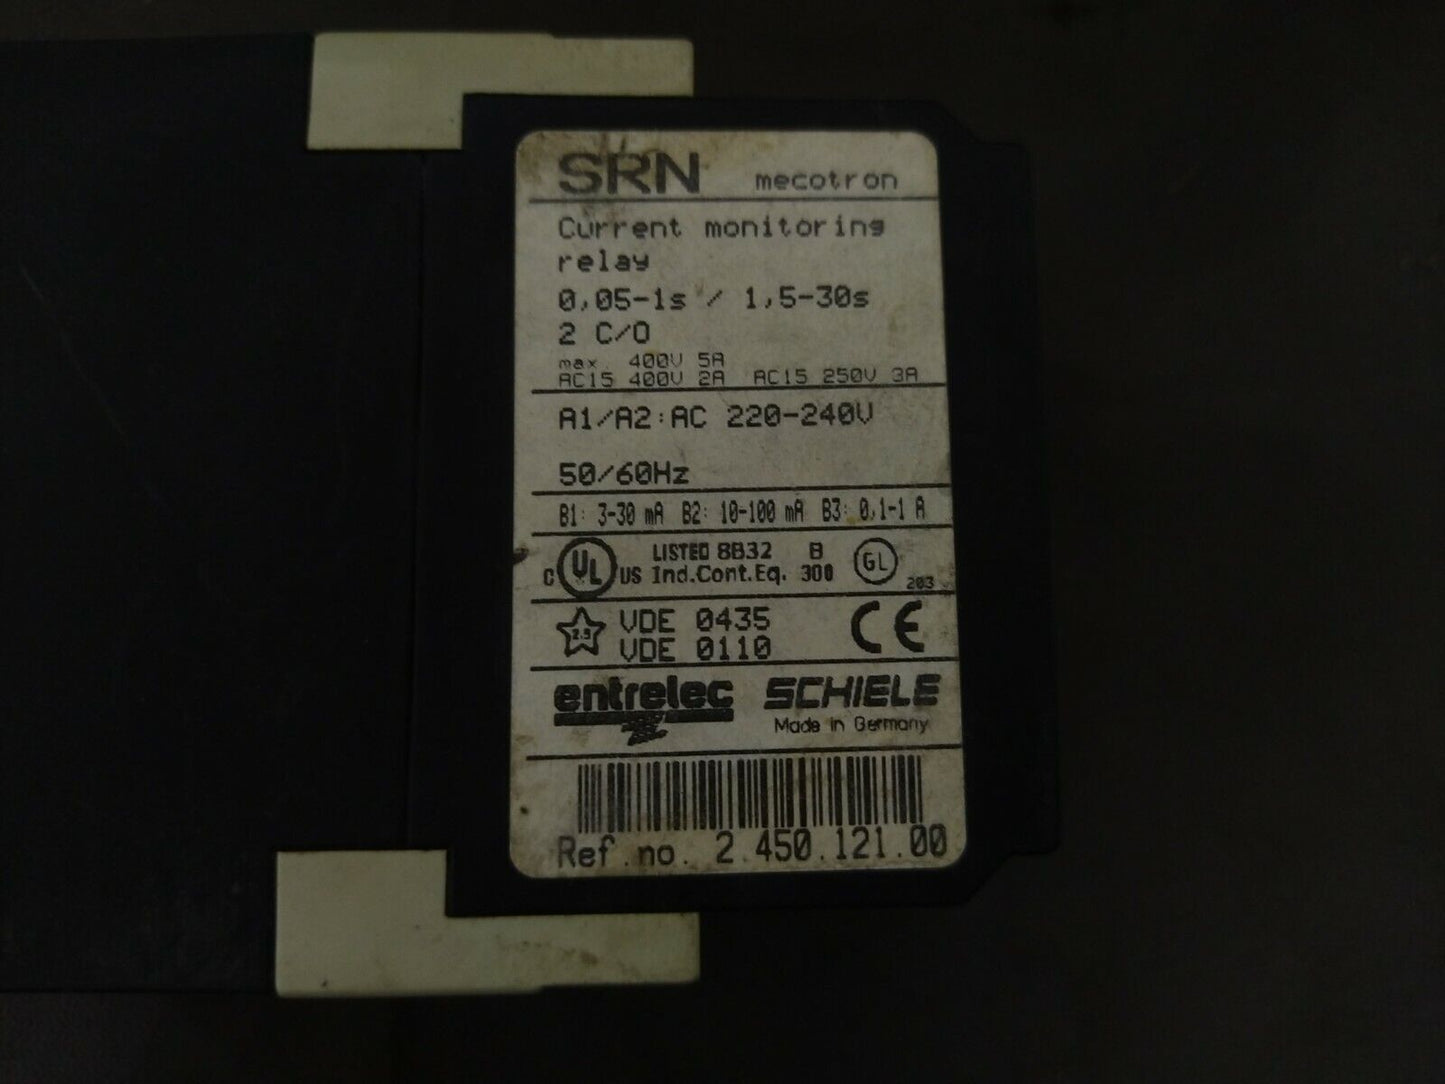 SRN mecotron
Current monitoring
relay
0,05-1s / 1,5-30s
2 C/O
max. 400V 5A
AC15 400V 2A AC15 250V 3A
A1/A2:AC 220-240V
50/60Hz
B1: 3-30 mA B2: 10-100 mA B3: 0,1-1 A
C UL US LISTED 8B32 B GL
Ind.Cont.Eq. 300 203
VDE 0435 CE
VDE 0110
entrelec SCHIELE
Made in Germany
Ref.no. 2.450.121.00